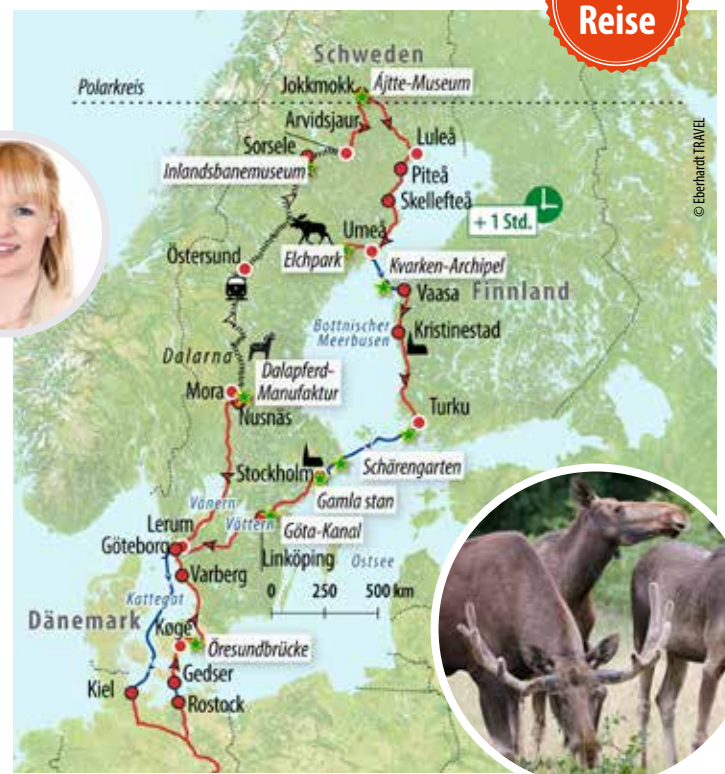 Reise
Schweden
Polarkreis
Jokkmokk
Ájtte-Museum
Arvidsjaur
Luleå
Sorsele
Inlandsbanemuseum
Piteå
Skellefteå
© Eberhardt TRAVEL
+ 1 Std.
Umeå
Elchpark
Östersund
Kvarken-Archipel
Vaasa
Finnland
Bottnischer
Meerbusen
Kristinestad
Dalarna
Dalapferd-
Manufaktur
Mora
Nusnäs
Turku
Stockholm
Schärengarten
Gamla stan
Vänern
Vättern
Göta-Kanal
Lerum
Göteborg
Linköping
Ostsee
Varberg
0 250 500 km
Kattegat
Dänemark
Køge
Öresundbrücke
Gedser
Kiel
Rostock